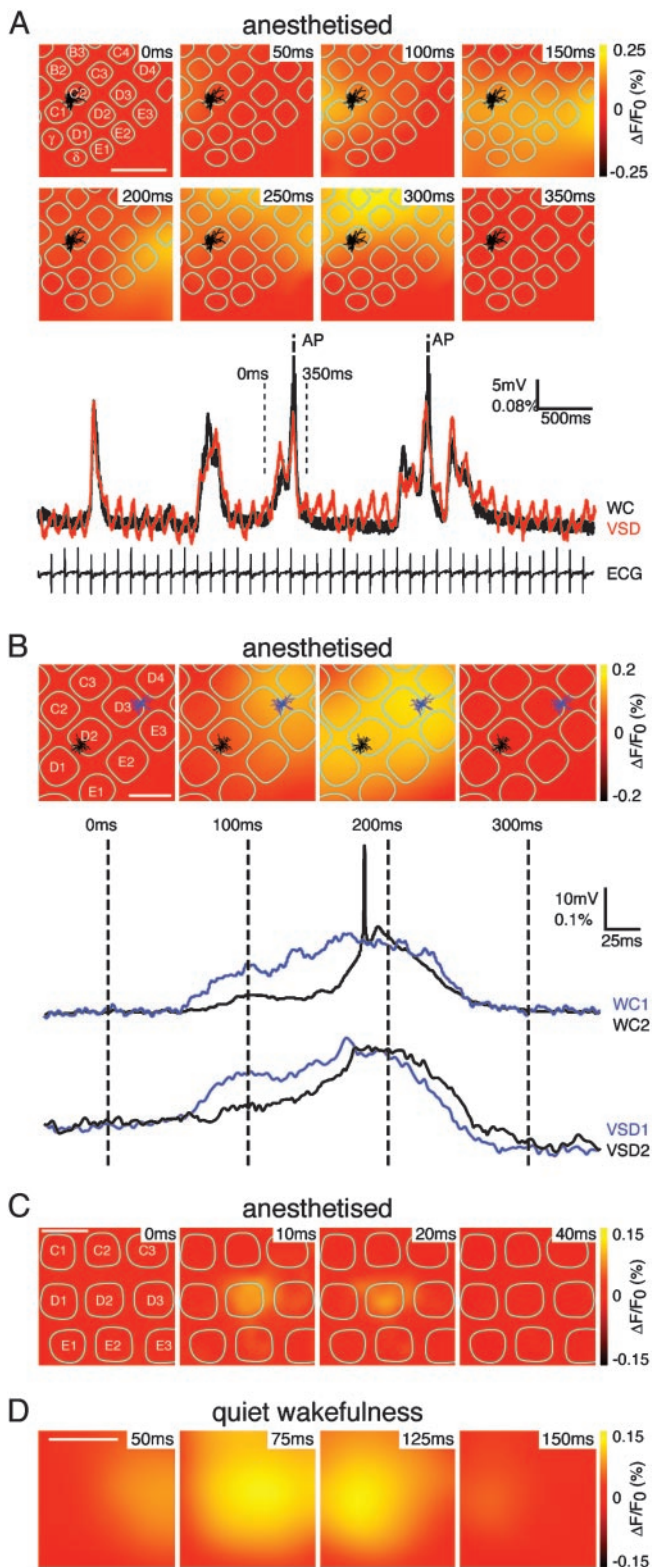 A
anesthetised
0ms 50ms 100ms 150ms
B3 C4
B2 C3 D4
C2 D3
C1 D2 E3
γ D1 E2
δ E1
0.25
0
-0.25
ΔF/F0 (%)
200ms 250ms 300ms 350ms
AP AP
0ms 350ms
5mV
0.08%
500ms
WC
VSD
ECG
B
anesthetised
C3 D4
C2 D3
D2 E3
D1 E2
E1
0.2
0
-0.2
ΔF/F0 (%)
0ms 100ms 200ms 300ms
10mV
0.1%
25ms
WC1
WC2
VSD1
VSD2
C
anesthetised
0ms 10ms 20ms 40ms
C1 C2 C3
D1 D2 D3
E1 E2 E3
0.15
0
-0.15
ΔF/F0 (%)
D
quiet wakefulness
50ms 75ms 125ms 150ms
0.15
0
-0.15
ΔF/F0 (%)